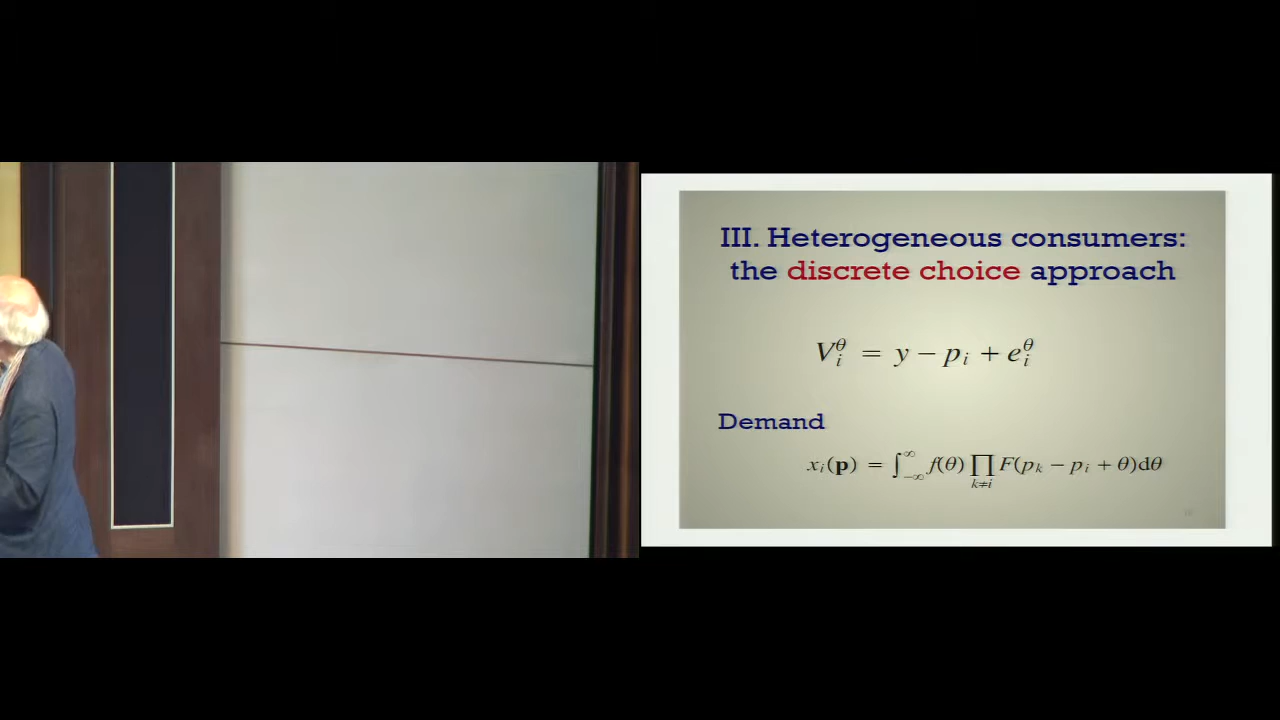 III. Heterogeneous consumers:
the discrete choice approach
V_i^θ = y − p_i + e_i^θ
Demand
x_i(𝐩) = ∫_{−∞}^{∞} f(θ) ∏_{k≠i} F(p_k − p_i + θ)dθ